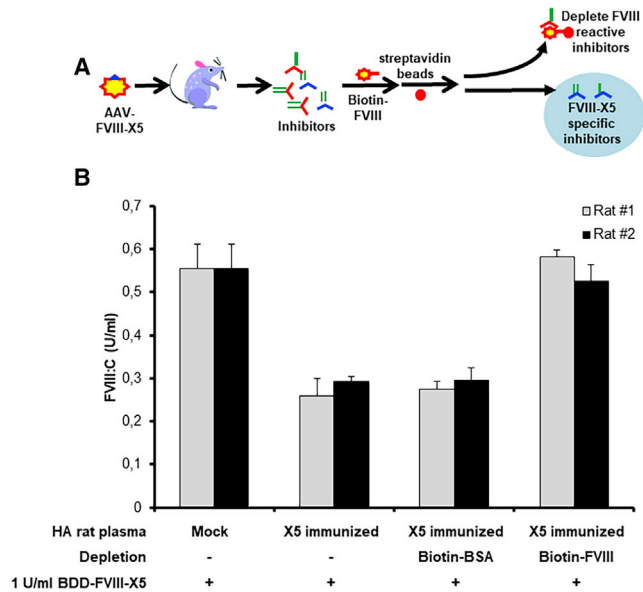 A
AAV-
FVIII-X5
Inhibitors
Biotin-
FVIII
streptavidin
beads
Deplete FVIII
reactive
inhibitors
FVIII-X5
specific
inhibitors
B
Rat #1
Rat #2
FVIII:C (U/ml)
0,7
0,6
0,5
0,4
0,3
0,2
0,1
0
HA rat plasma Mock X5 immunized X5 immunized X5 immunized
Depletion - - Biotin-BSA Biotin-FVIII
1 U/ml BDD-FVIII-X5 + + + +